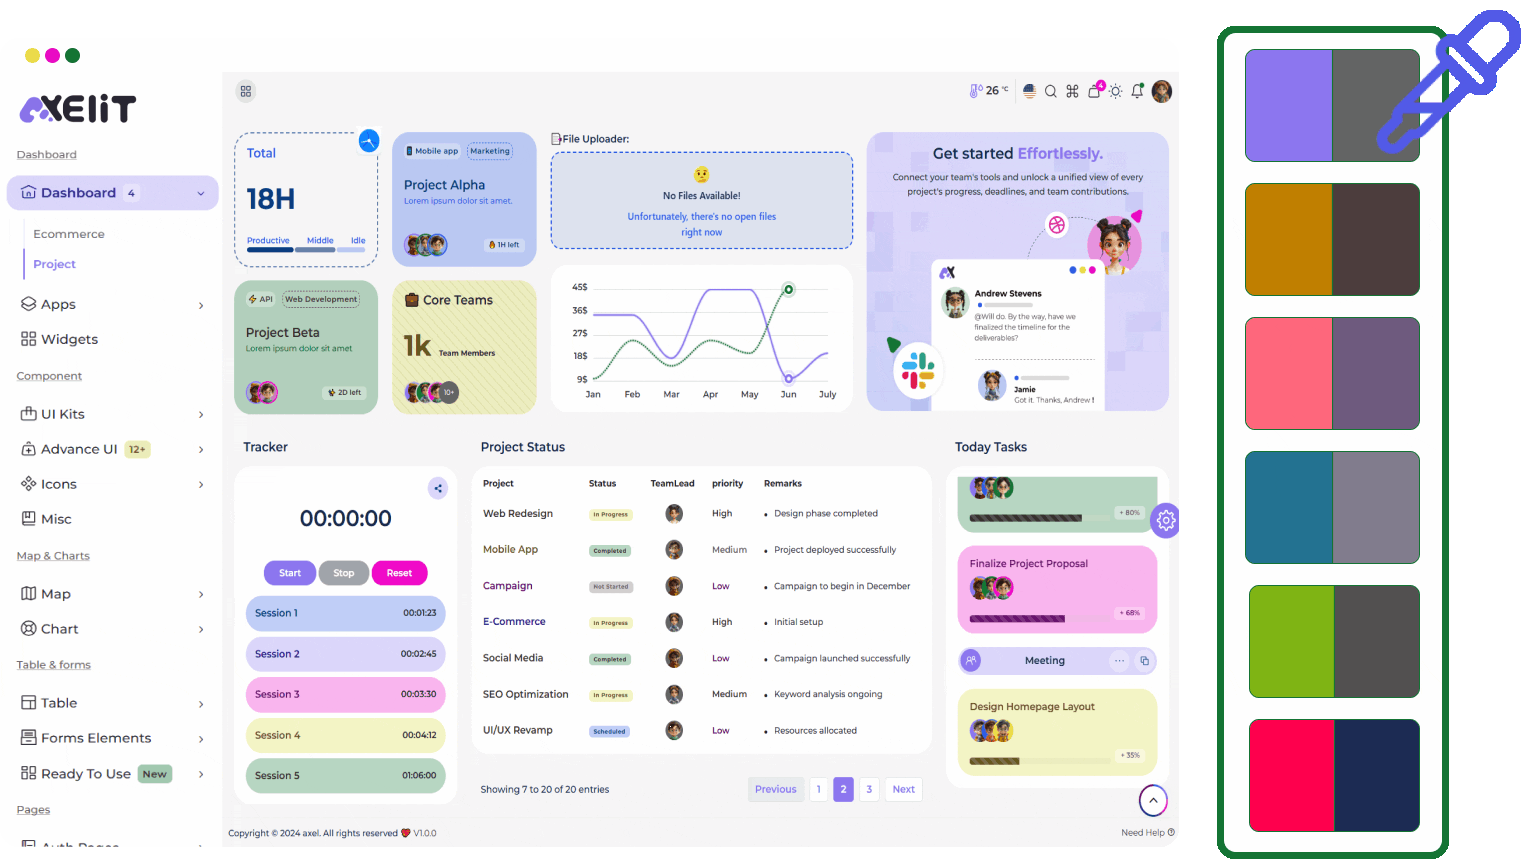 AXELIT
Dashboard
Dashboard 4
Ecommerce
Project
Apps
Widgets
Component
UI Kits
Advance UI 12+
Icons
Misc
Map & Charts
Map
Chart
Table & forms
Table
Forms Elements
Ready To Use New
Pages
Auth Pages
26 °C
4
Total
18H
Productive Middle Idle
Mobile app Marketing
Project Alpha
Lorem ipsum dolor sit amet.
1H left
API Web Development
Project Beta
Lorem ipsum dolor sit amet
2D left
Core Teams
1k Team Members
10+
File Uploader:
No Files Available!
Unfortunately, there's no open files
right now
45$
36$
27$
18$
9$
Jan Feb Mar Apr May Jun July
Get started Effortlessly.
Connect your team's tools and unlock a unified view of every
project's progress, deadlines, and team contributions.
AX
Andrew Stevens
@Will do. By the way, have we
finalized the timeline for the
deliverables?
Jamie
Got it. Thanks, Andrew!
Tracker
00:00:00
Start Stop Reset
Session 1 00:01:23
Session 2 00:02:45
Session 3 00:03:30
Session 4 00:04:12
Session 5 01:06:00
Project Status
Project Status TeamLead priority Remarks
Web Redesign In Progress High Design phase completed
Mobile App Completed Medium Project deployed successfully
Campaign Not Started Low Campaign to begin in December
E-Commerce In Progress High Initial setup
Social Media Completed Low Campaign launched successfully
SEO Optimization In Progress Medium Keyword analysis ongoing
UI/UX Revamp Scheduled Low Resources allocated
Showing 7 to 20 of 20 entries
Previous 1 2 3 Next
Today Tasks
+ 80%
Finalize Project Proposal
+ 68%
Meeting
Design Homepage Layout
+ 35%
Copyright © 2024 axel. All rights reserved V1.0.0
Need Help